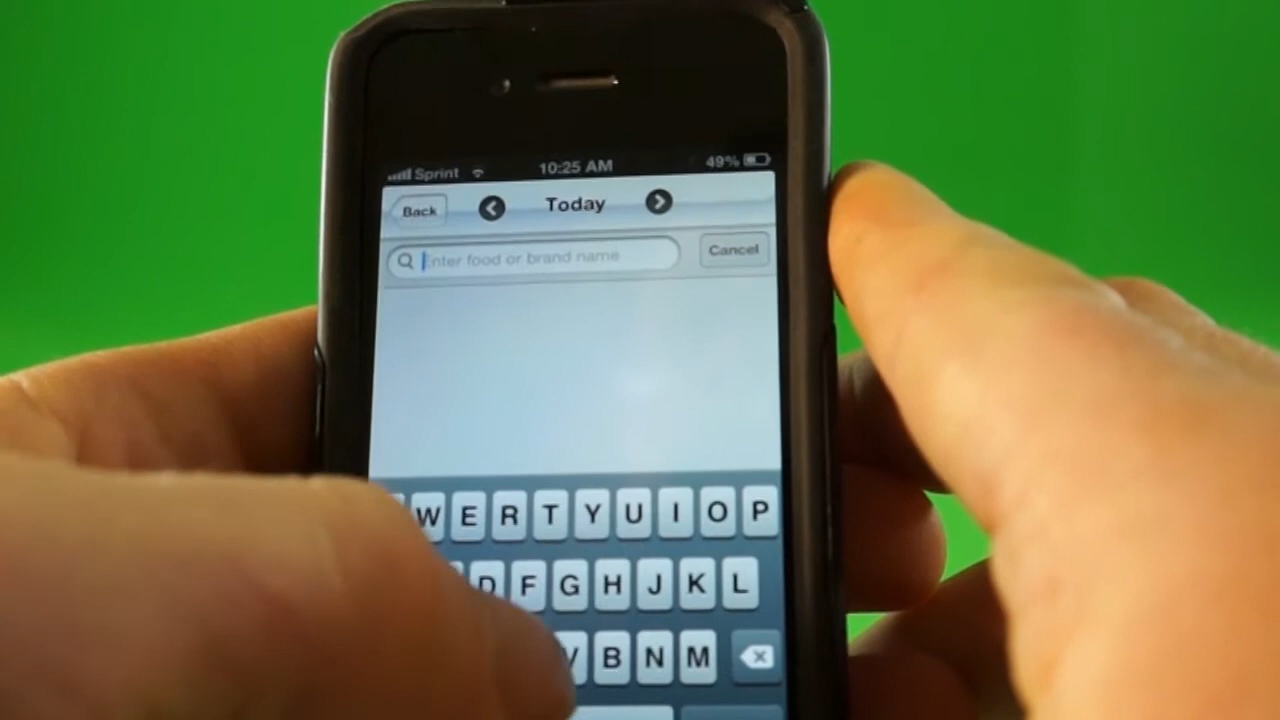 Sprint 10:25 AM 49%
Back Today
Enter food or brand name Cancel
W E R T Y U I O P
D F G H J K L
V B N M